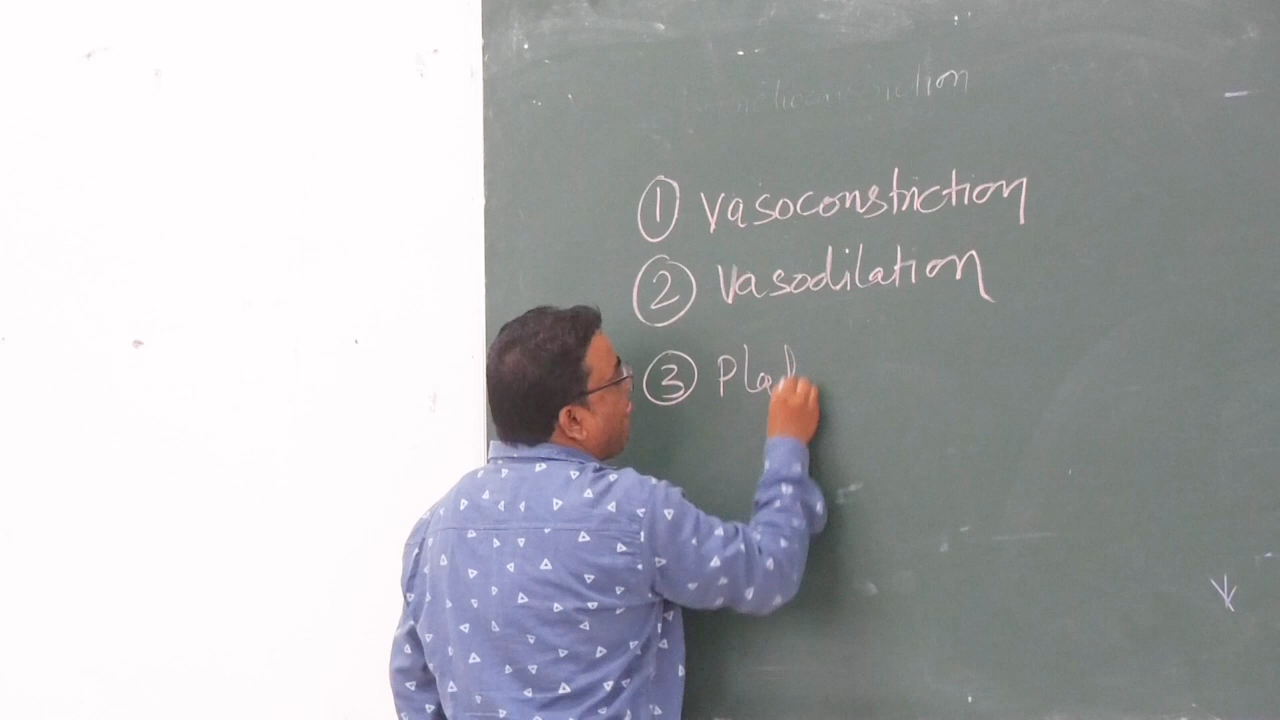 ① Vasoconstriction
② Vasodilation
③ Pla